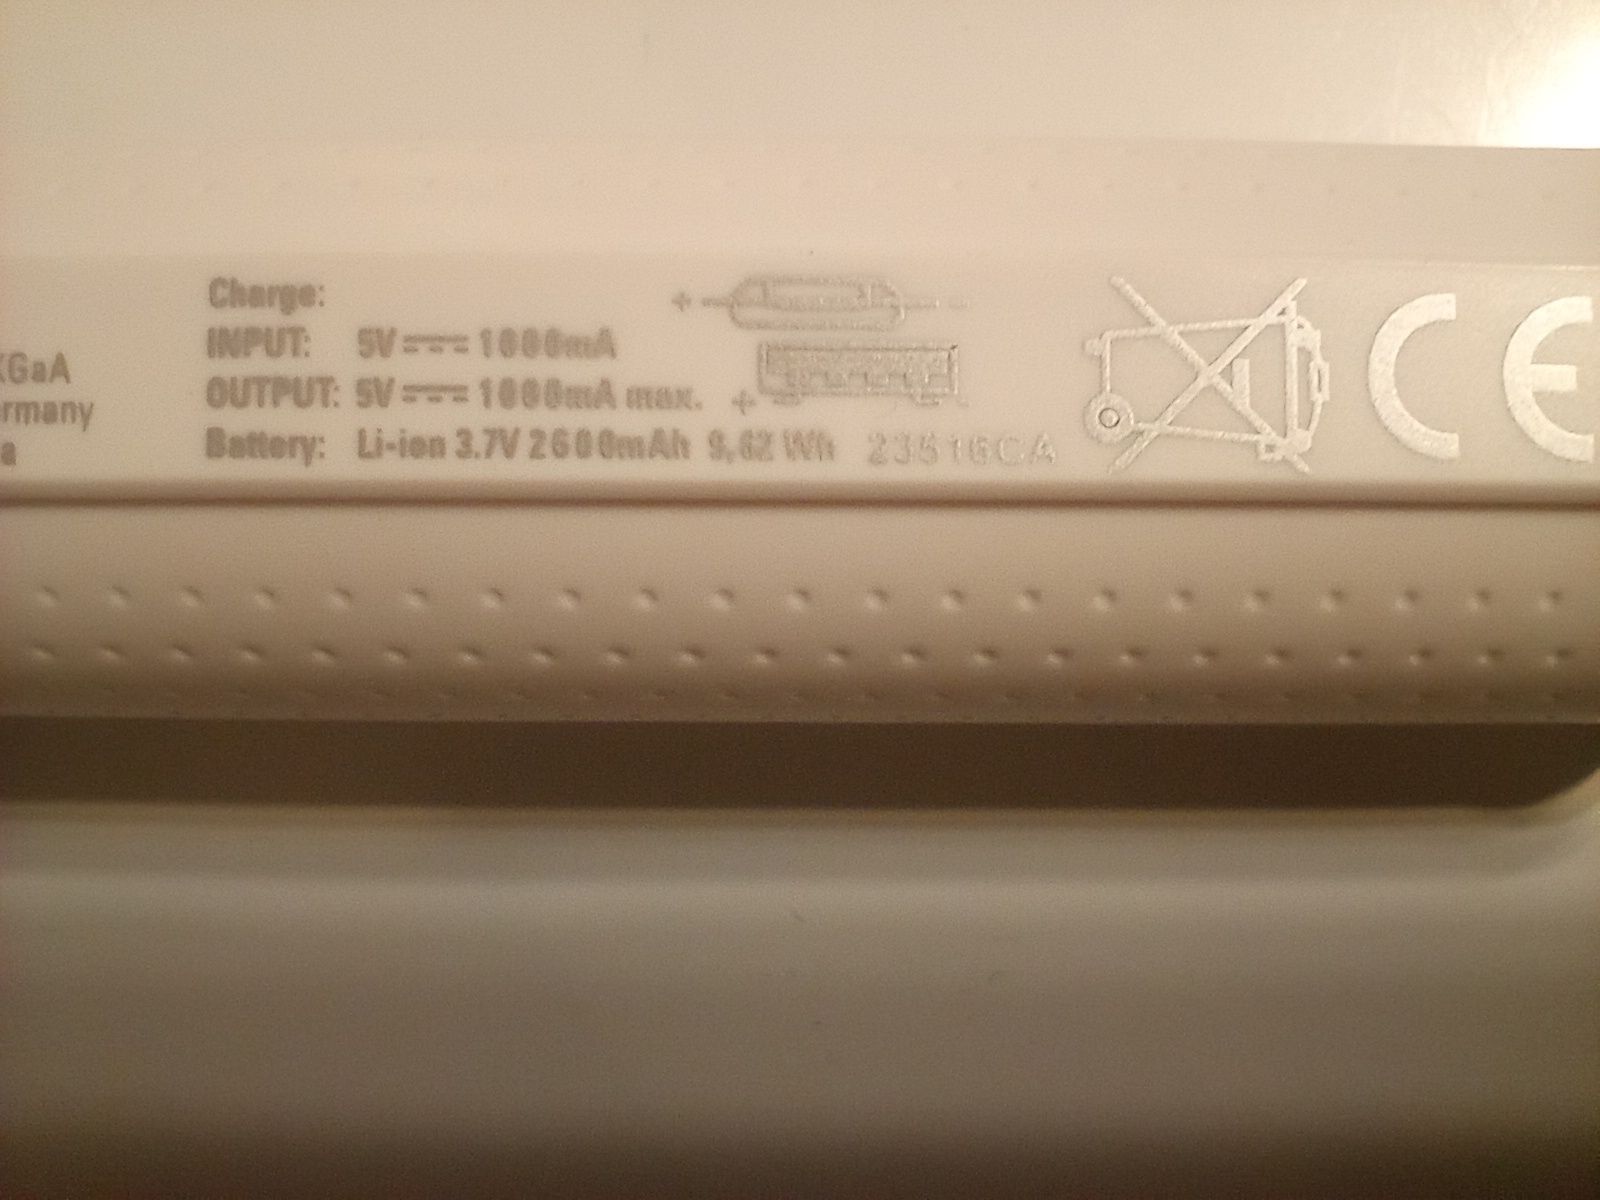 KGaA
rmany
a
Charge:
INPUT: 5V 1000mA
OUTPUT: 5V 1000mA max.
Battery: Li-ion 3.7V 2600mAh 9,62 Wh 23516CA
+ -
+ -
CE